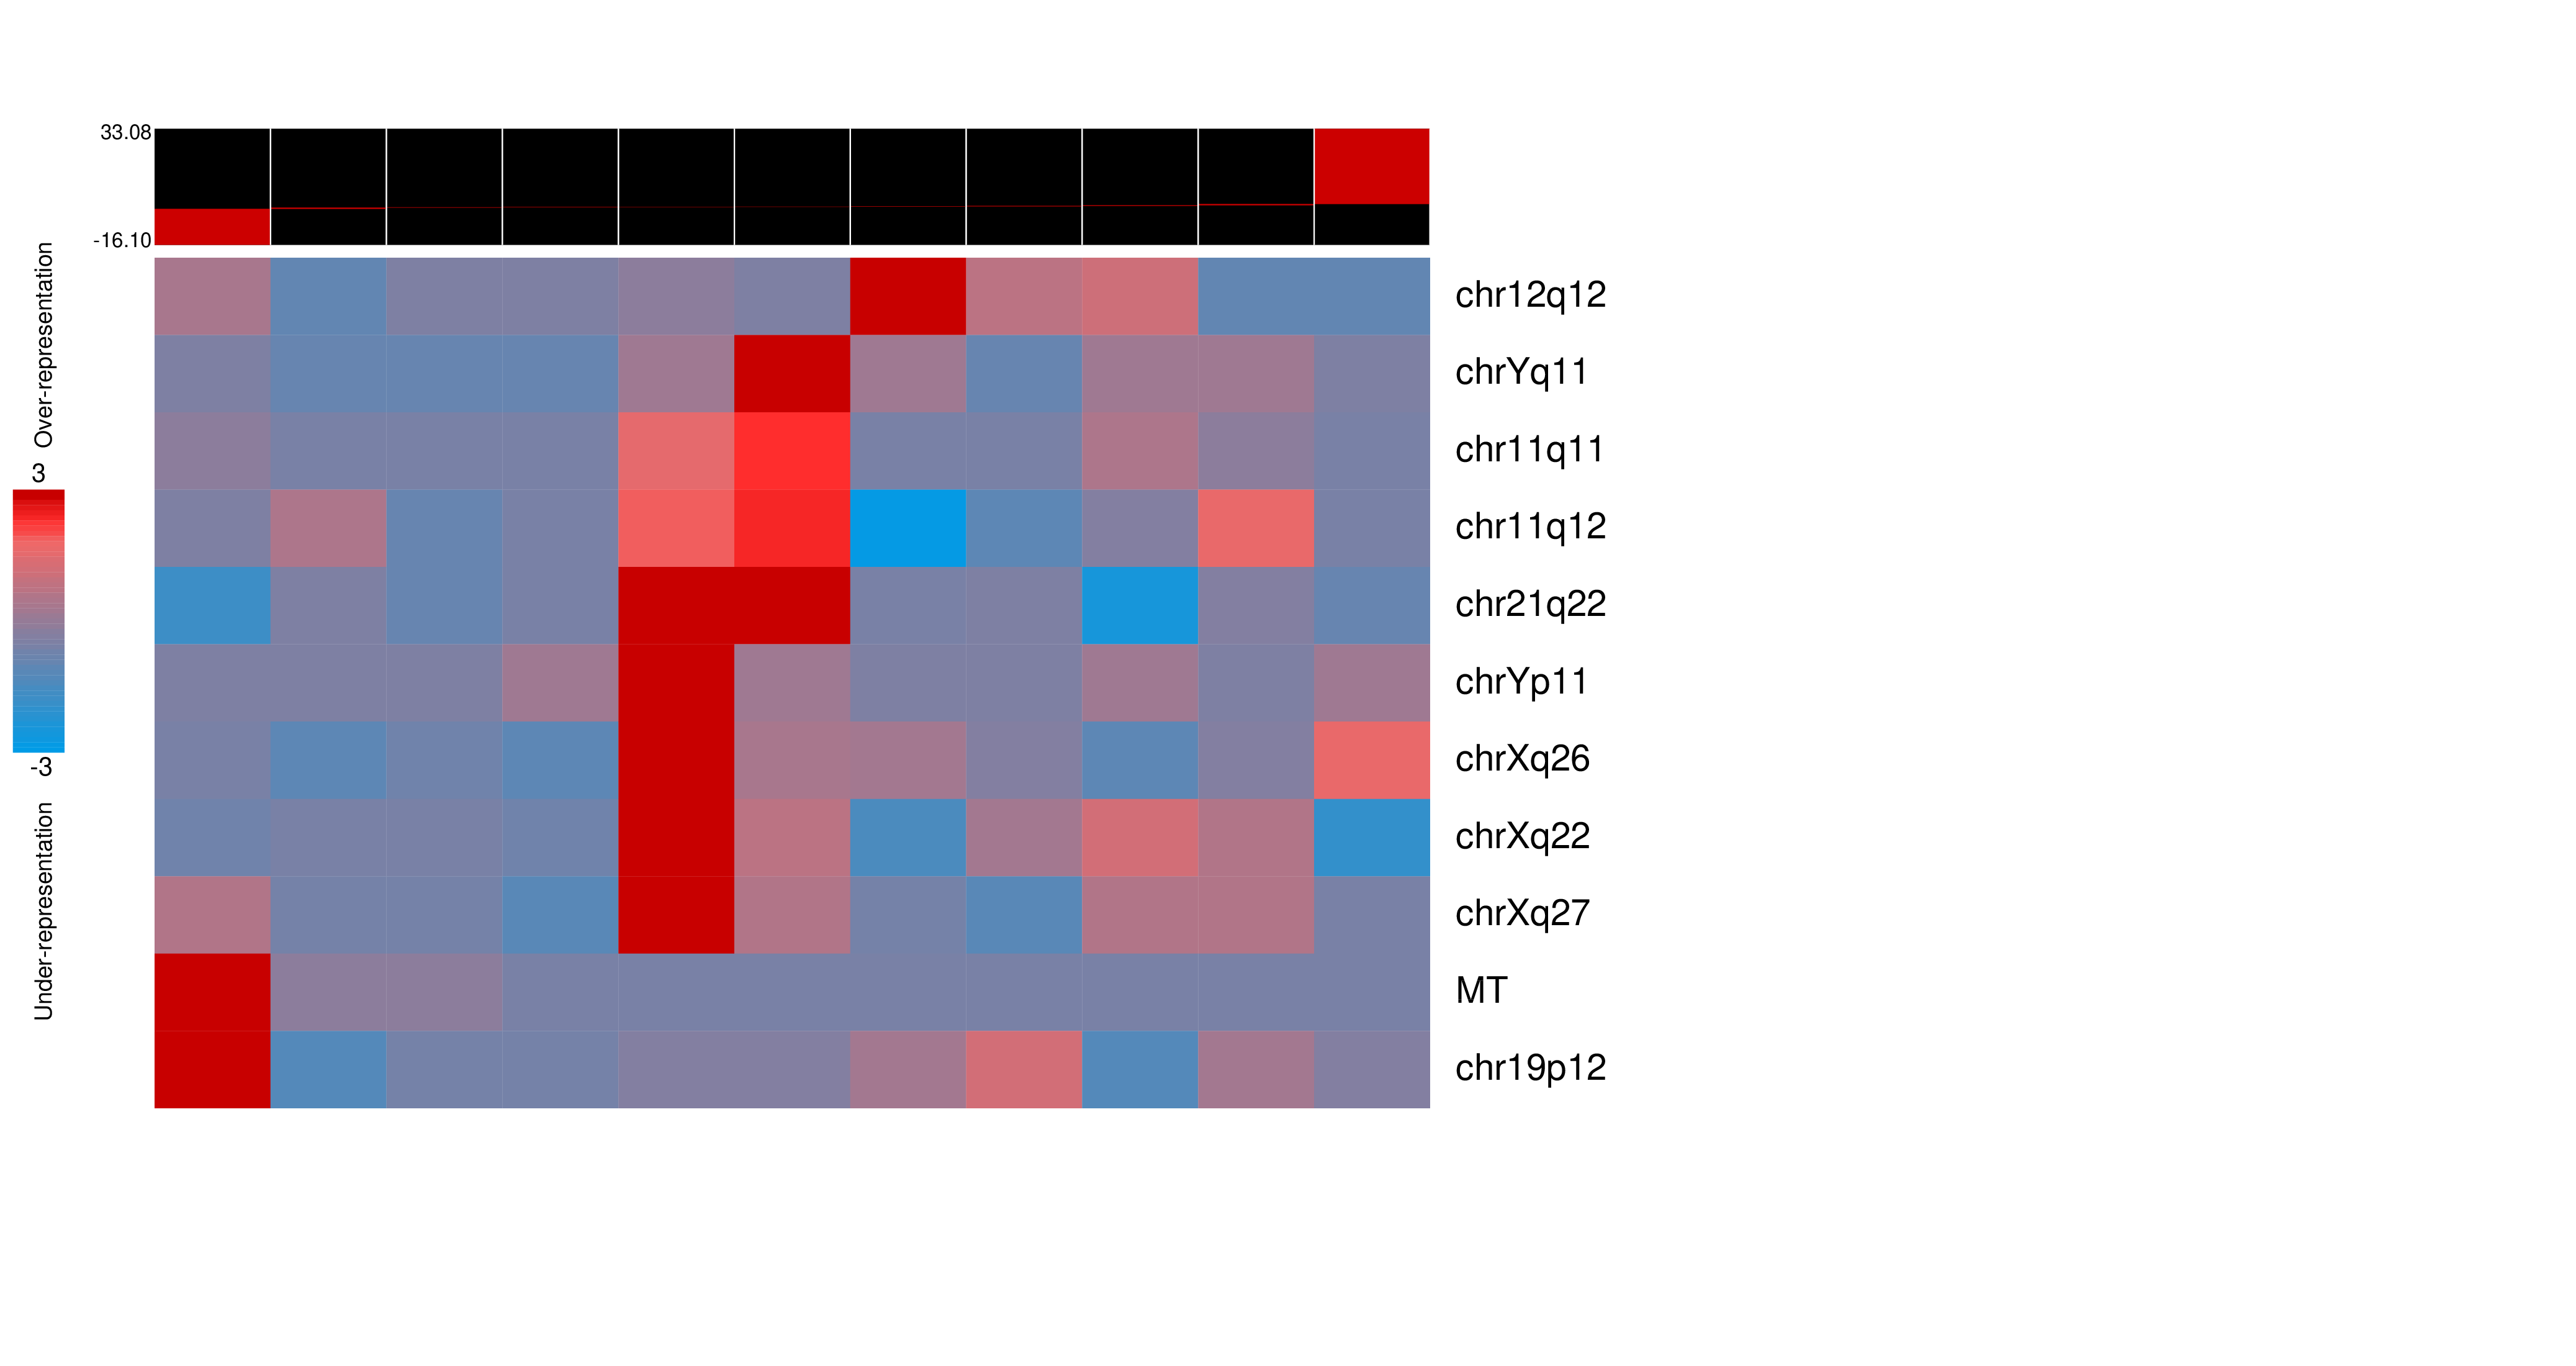 33.08
-16.10
Over-representation
3
-3
Under-representation
chr12q12
chrYq11
chr11q11
chr11q12
chr21q22
chrYp11
chrXq26
chrXq22
chrXq27
MT
chr19p12